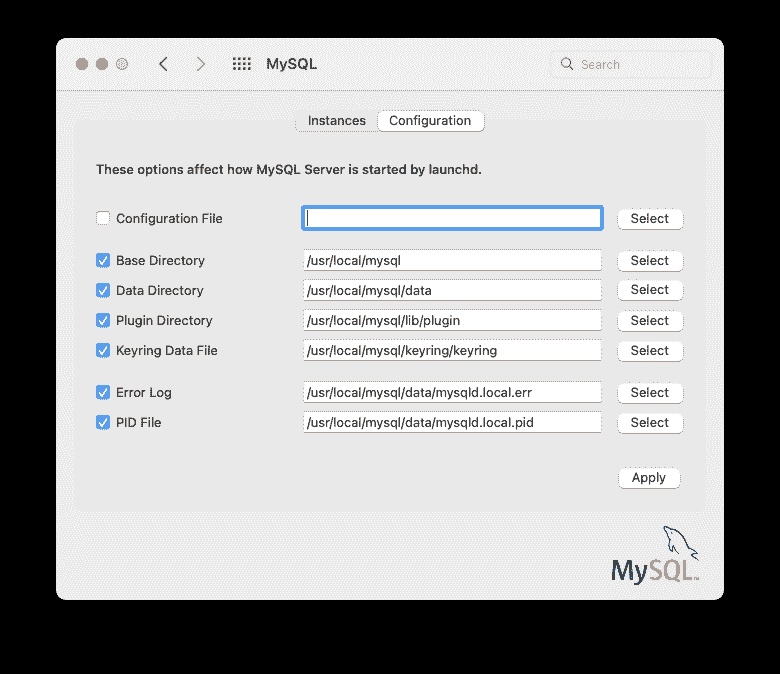 MySQL
Search
Instances Configuration
These options affect how MySQL Server is started by launchd.
Configuration File Select
Base Directory /usr/local/mysql Select
Data Directory /usr/local/mysql/data Select
Plugin Directory /usr/local/mysql/lib/plugin Select
Keyring Data File /usr/local/mysql/keyring/keyring Select
Error Log /usr/local/mysql/data/mysqld.local.err Select
PID File /usr/local/mysql/data/mysqld.local.pid Select
Apply
MySQL™